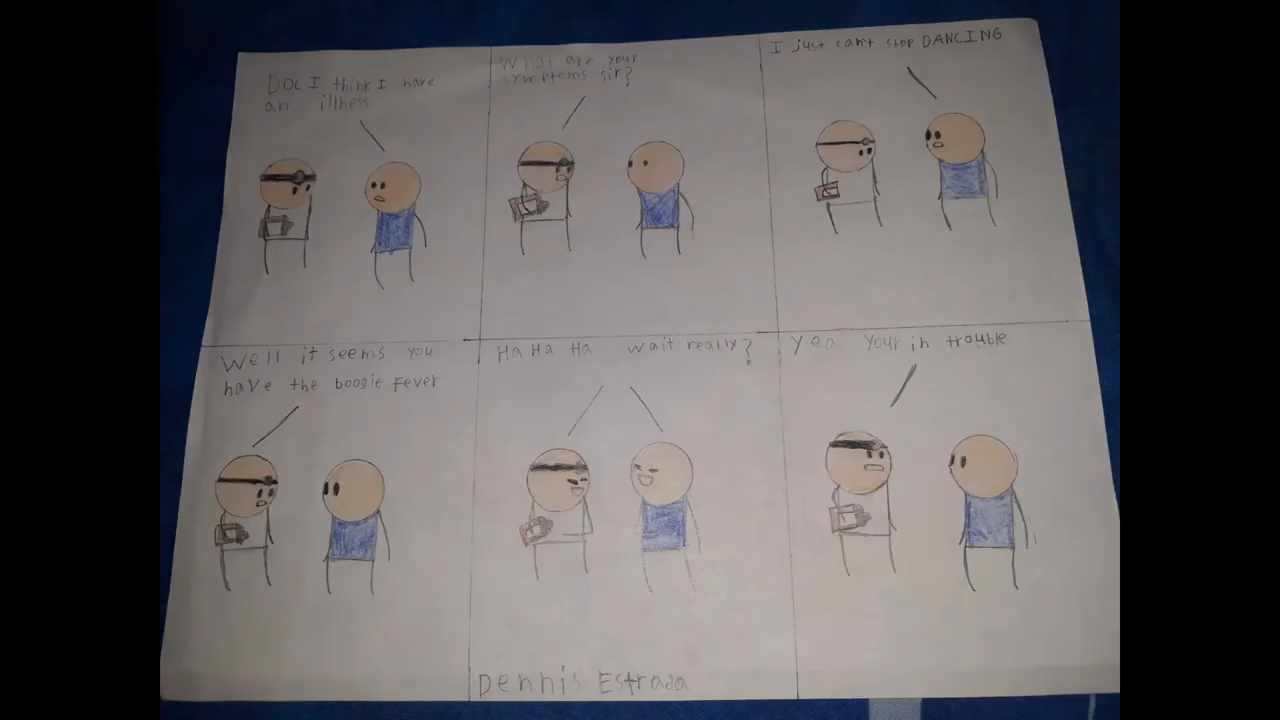 DOC I think I have
an illness
What are your
symptoms sir?
I just can't stop DANCING
Well it seems you
have the boogie Fever
Ha Ha Ha wait really?
yea your in trouble
Dennis Estrada